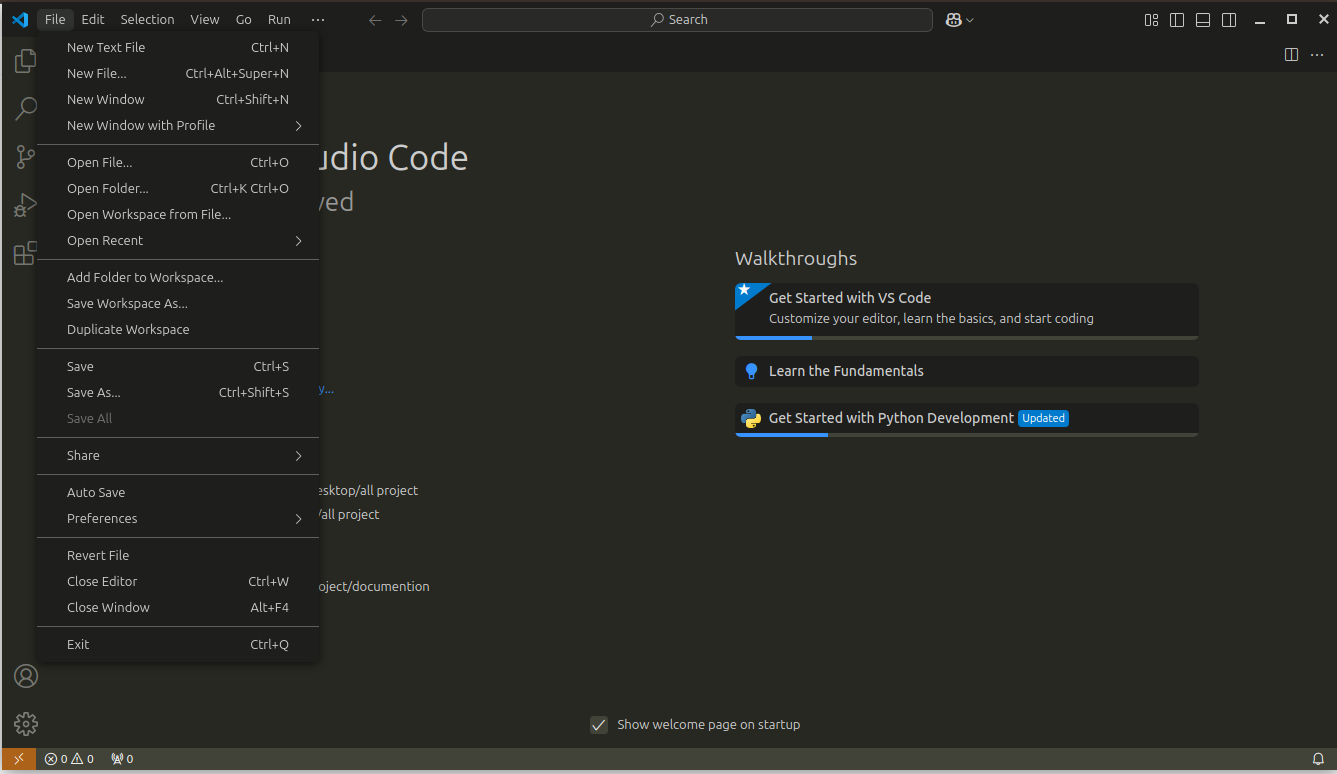 File Edit Selection View Go Run ···
Search
New Text File Ctrl+N
New File... Ctrl+Alt+Super+N
New Window Ctrl+Shift+N
New Window with Profile
Open File... Ctrl+O
Open Folder... Ctrl+K Ctrl+O
Open Workspace from File...
Open Recent
Add Folder to Workspace...
Save Workspace As...
Duplicate Workspace
Save Ctrl+S
Save As... Ctrl+Shift+S
Save All
Share
Auto Save
Preferences
Revert File
Close Editor Ctrl+W
Close Window Alt+F4
Exit Ctrl+Q
udio Code
ved
y...
esktop/all project
/all project
oject/documention
Walkthroughs
Get Started with VS Code
Customize your editor, learn the basics, and start coding
Learn the Fundamentals
Get Started with Python Development Updated
Show welcome page on startup
0 0 0